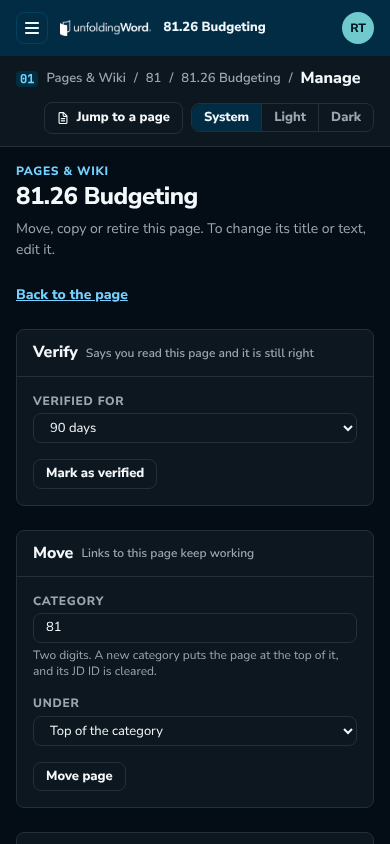 unfoldingWord. 81.26 Budgeting RT
01 Pages & Wiki / 81 / 81.26 Budgeting / Manage
Jump to a page System Light Dark
PAGES & WIKI
81.26 Budgeting
Move, copy or retire this page. To change its title or text,
edit it.
Back to the page
Verify Says you read this page and it is still right
VERIFIED FOR
90 days
Mark as verified
Move Links to this page keep working
CATEGORY
81
Two digits. A new category puts the page at the top of it,
and its JD ID is cleared.
UNDER
Top of the category
Move page